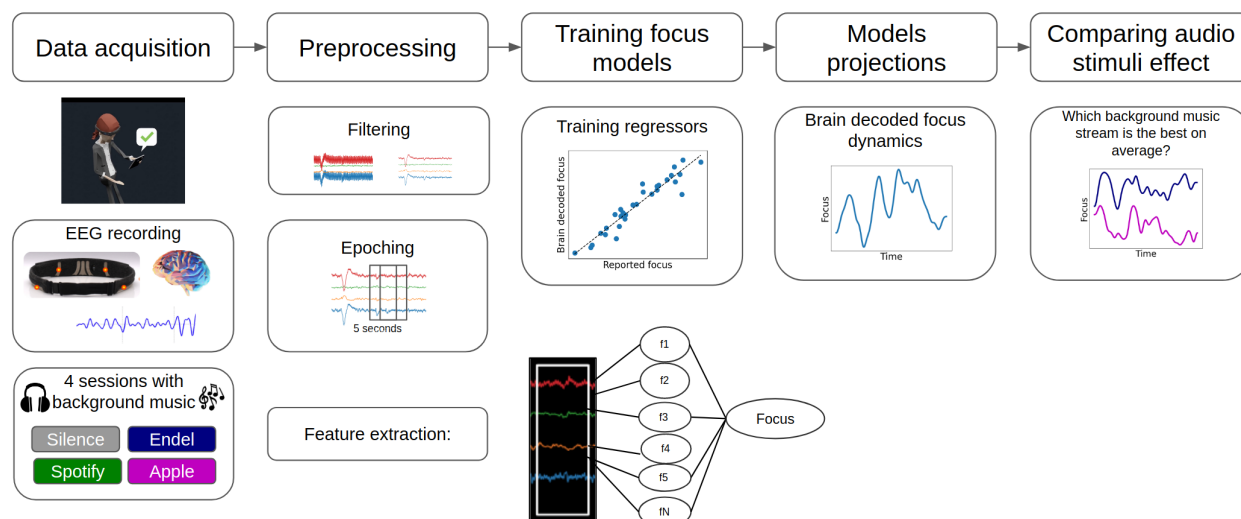 Data acquisition
Preprocessing
Training focus
models
Models
projections
Comparing audio
stimuli effect
EEG recording
4 sessions with
background music
Silence
Endel
Spotify
Apple
Filtering
Epoching
5 seconds
Feature extraction:
Training regressors
Brain decoded focus
Reported focus
f1
f2
f3
f4
f5
fN
Focus
Brain decoded focus
dynamics
Focus
Time
Which background music
stream is the best on
average?
Focus
Time